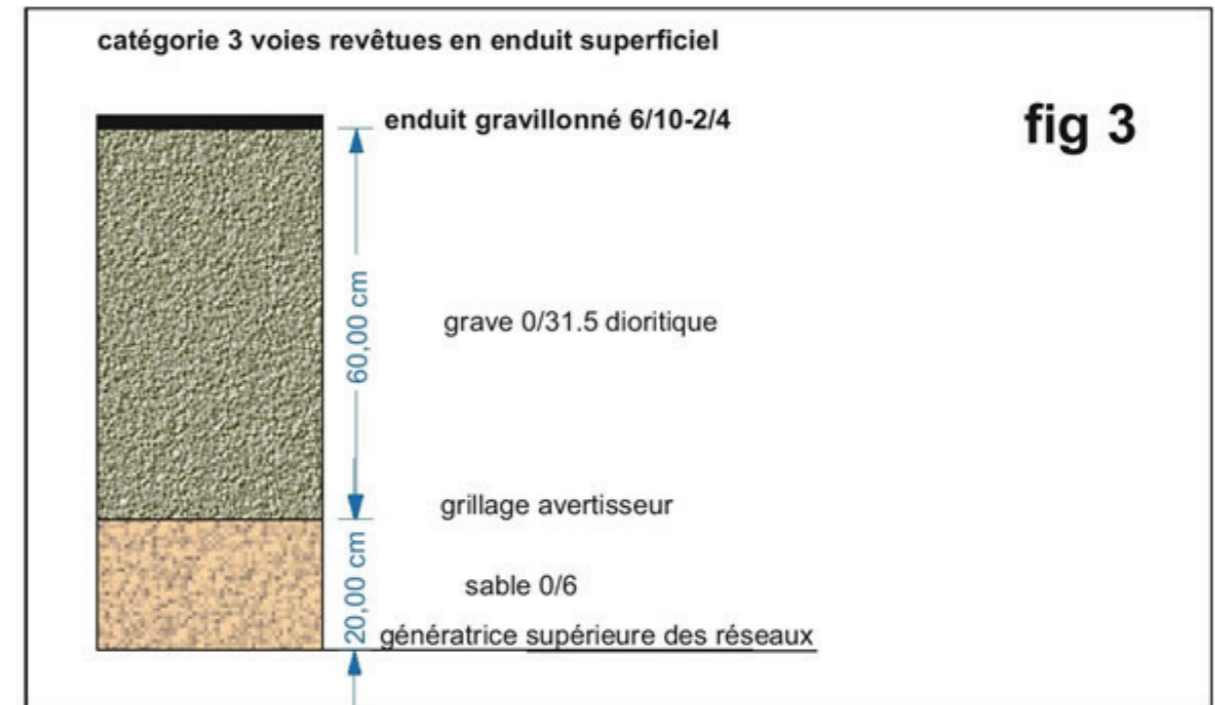 catégorie 3 voies revêtues en enduit superficiel
enduit gravillonné 6/10-2/4
fig 3
60,00 cm
grave 0/31.5 dioritique
grillage avertisseur
20,00 cm
sable 0/6
génératrice supérieure des réseaux